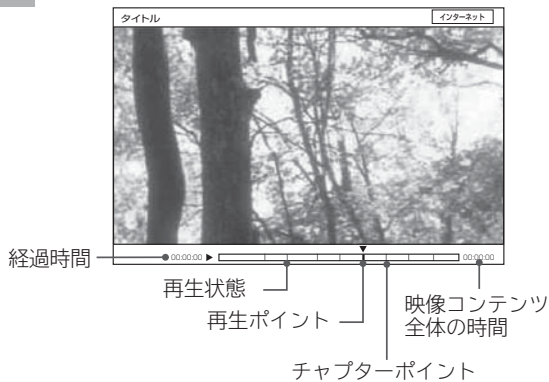 タイトル
インターネット
経過時間
00:00:00
00:00:00
再生状態
再生ポイント
映像コンテンツ
全体の時間
チャプターポイント